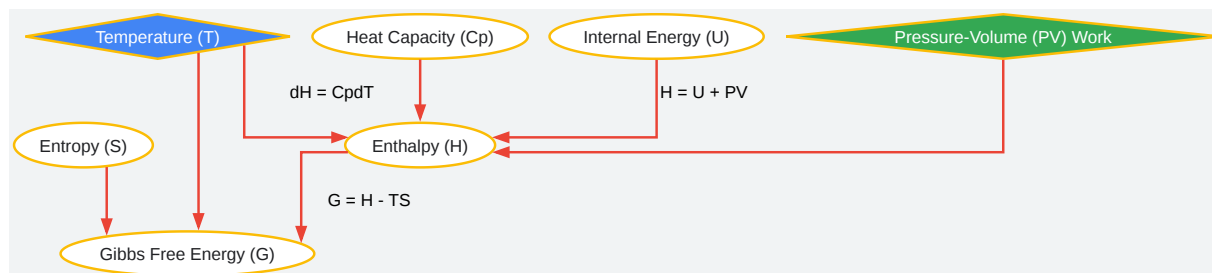 Temperature (T)
Heat Capacity (Cp)
Internal Energy (U)
Pressure-Volume (PV) Work
dH = CpdT
H = U + PV
Entropy (S)
Enthalpy (H)
G = H - TS
Gibbs Free Energy (G)